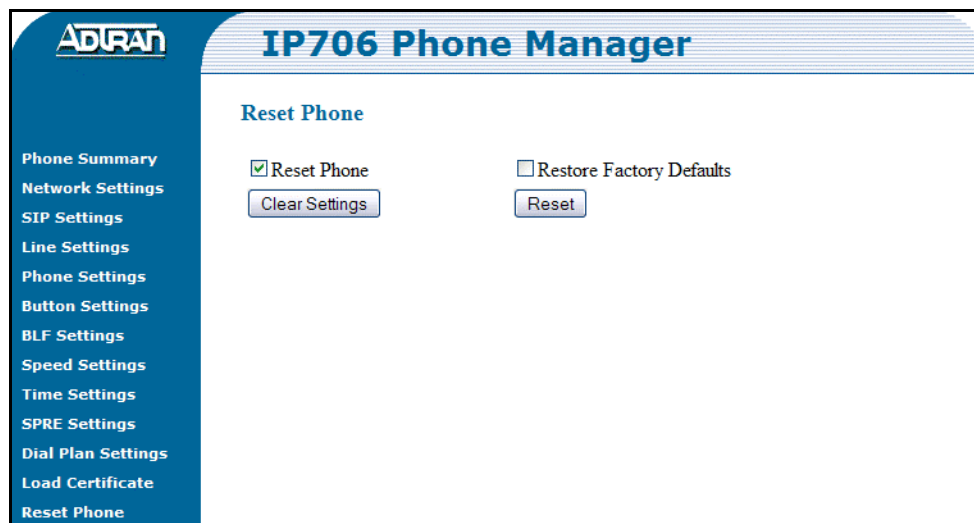 ADTRAN
IP706 Phone Manager
Reset Phone
Phone Summary
Network Settings
SIP Settings
Line Settings
Phone Settings
Button Settings
BLF Settings
Speed Settings
Time Settings
SPRE Settings
Dial Plan Settings
Load Certificate
Reset Phone
Reset Phone
Restore Factory Defaults
Clear Settings
Reset